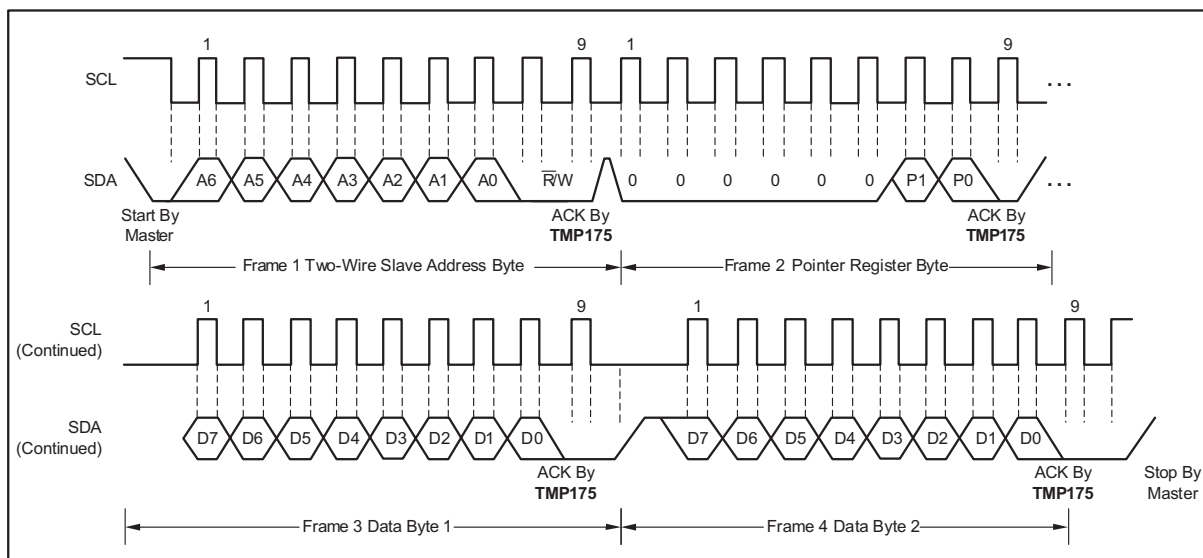 1 9 1 9
SCL ...
SDA A6 A5 A4 A3 A2 A1 A0 R̅/W 0 0 0 0 0 0 P1 P0 ...
Start By Master
ACK By TMP175
ACK By TMP175
Frame 1 Two-Wire Slave Address Byte Frame 2 Pointer Register Byte
1 9 1 9
SCL (Continued)
SDA (Continued) D7 D6 D5 D4 D3 D2 D1 D0 D7 D6 D5 D4 D3 D2 D1 D0
ACK By TMP175
ACK By TMP175
Stop By Master
Frame 3 Data Byte 1 Frame 4 Data Byte 2